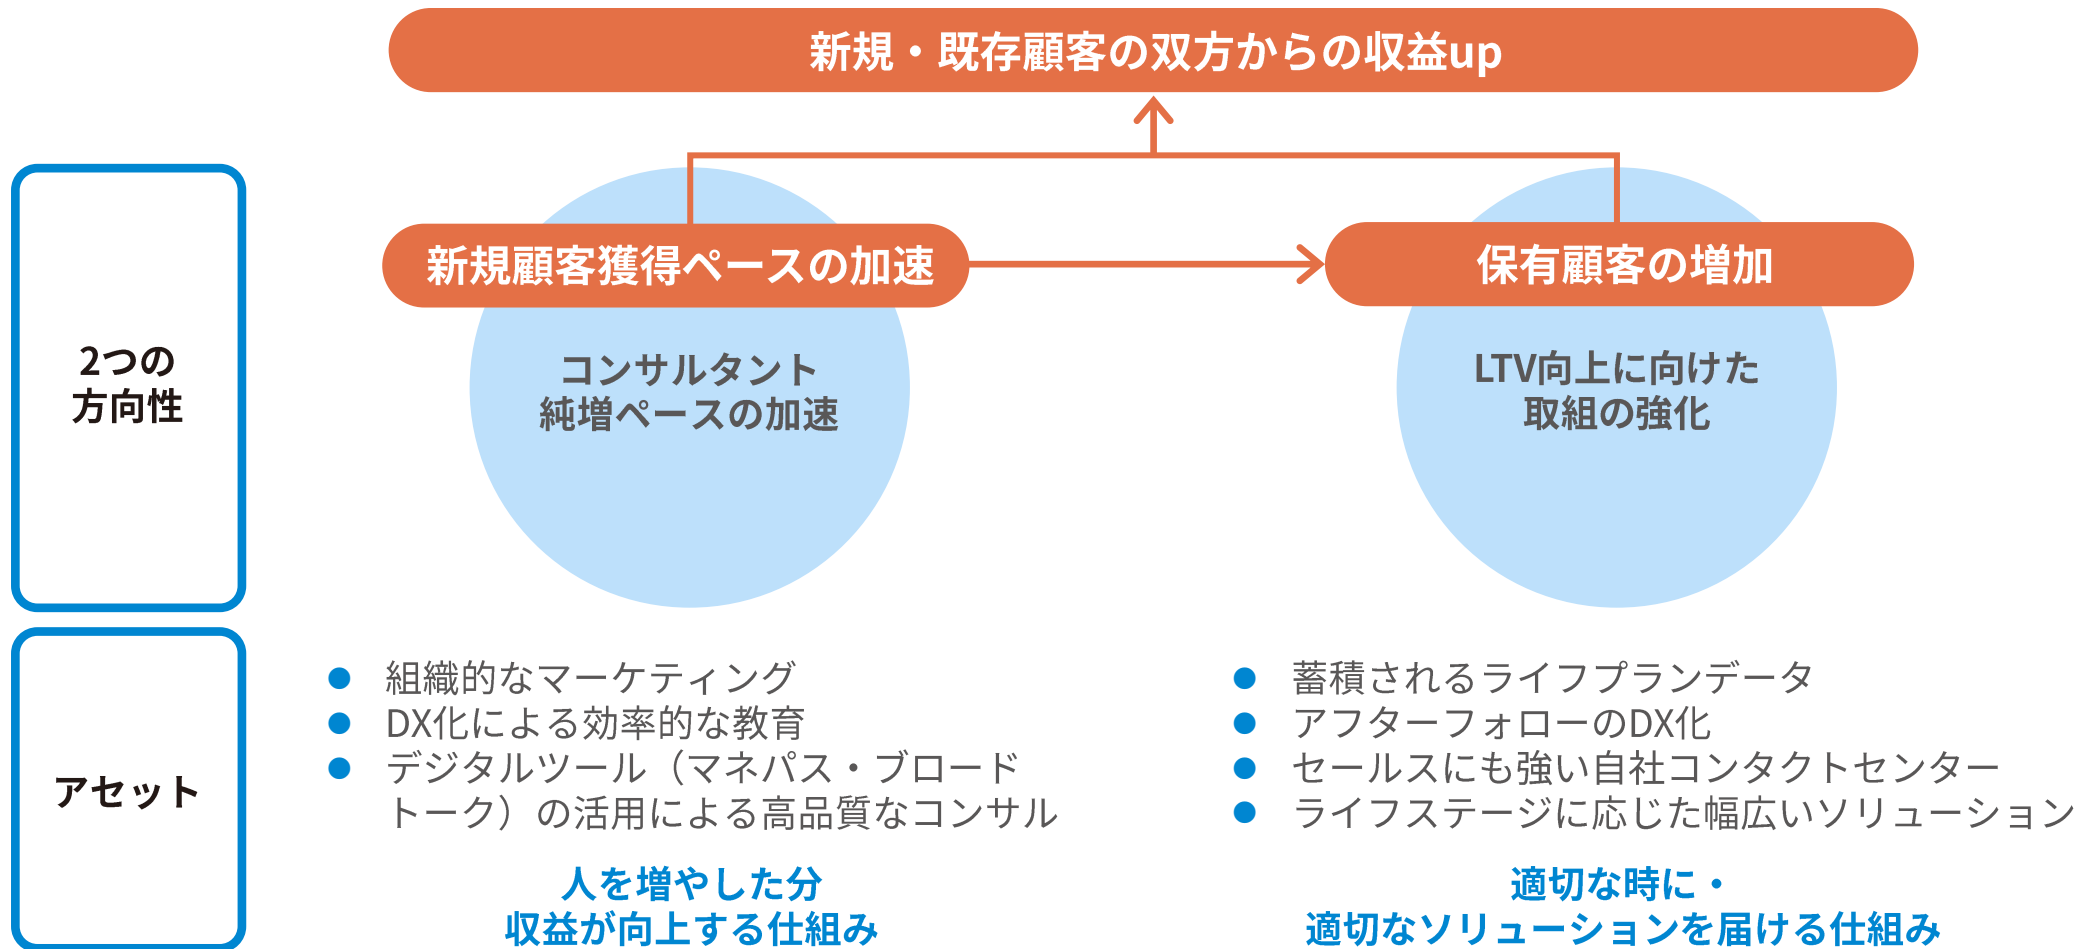 新規・既存顧客の双方からの収益up
2つの
方向性
新規顧客獲得ペースの加速
コンサルタント
純増ペースの加速
保有顧客の増加
LTV向上に向けた
取組の強化
アセット
組織的なマーケティング
DX化による効率的な教育
デジタルツール（マネパス・ブロード
トーク）の活用による高品質なコンサル
人を増やした分
収益が向上する仕組み
蓄積されるライフプランデータ
アフターフォローのDX化
セールスにも強い自社コンタクトセンター
ライフステージに応じた幅広いソリューション
適切な時に・
適切なソリューションを届ける仕組み